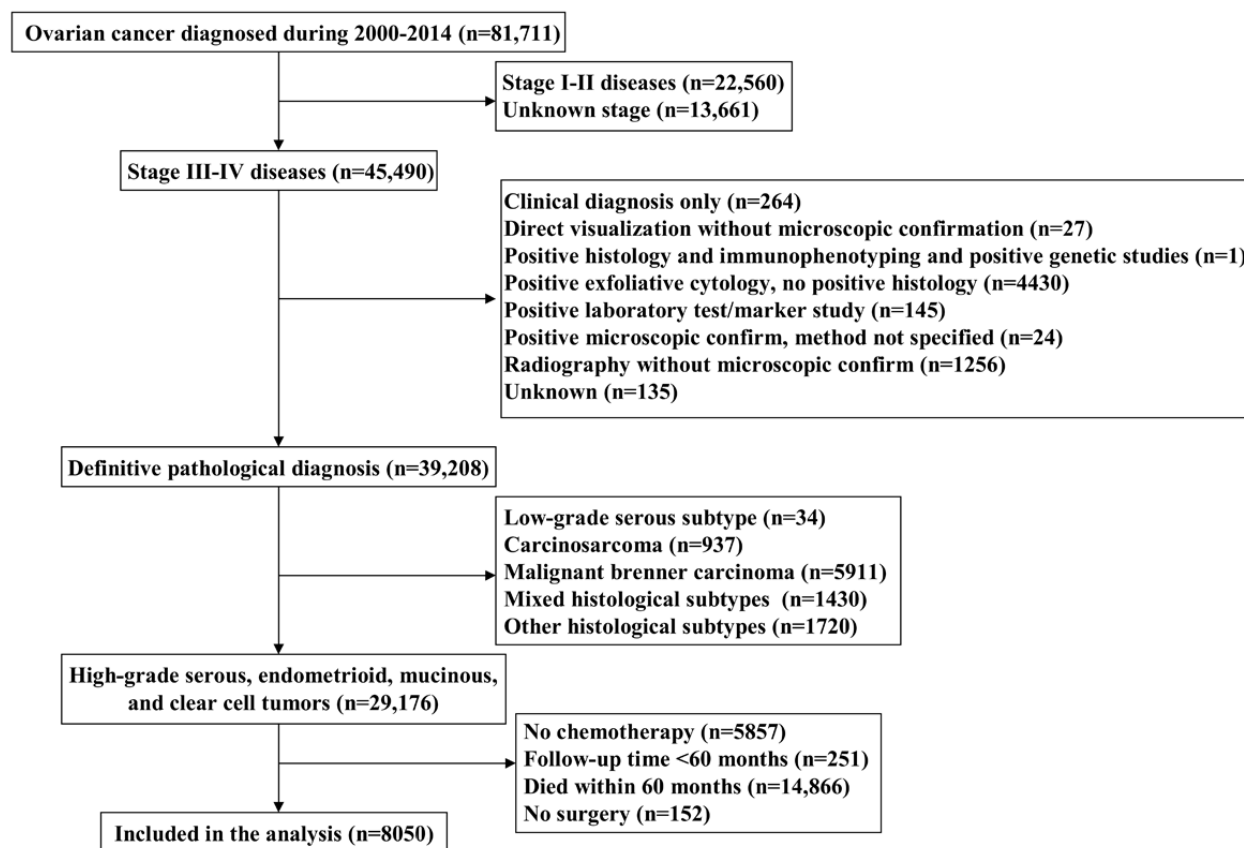 Ovarian cancer diagnosed during 2000-2014 (n=81,711)
Stage I-II diseases (n=22,560)
Unknown stage (n=13,661)
Stage III-IV diseases (n=45,490)
Clinical diagnosis only (n=264)
Direct visualization without microscopic confirmation (n=27)
Positive histology and immunophenotyping and positive genetic studies (n=1)
Positive exfoliative cytology, no positive histology (n=4430)
Positive laboratory test/marker study (n=145)
Positive microscopic confirm, method not specified (n=24)
Radiography without microscopic confirm (n=1256)
Unknown (n=135)
Definitive pathological diagnosis (n=39,208)
Low-grade serous subtype (n=34)
Carcinosarcoma (n=937)
Malignant brenner carcinoma (n=5911)
Mixed histological subtypes (n=1430)
Other histological subtypes (n=1720)
High-grade serous, endometrioid, mucinous,
and clear cell tumors (n=29,176)
No chemotherapy (n=5857)
Follow-up time <60 months (n=251)
Died within 60 months (n=14,866)
No surgery (n=152)
Included in the analysis (n=8050)